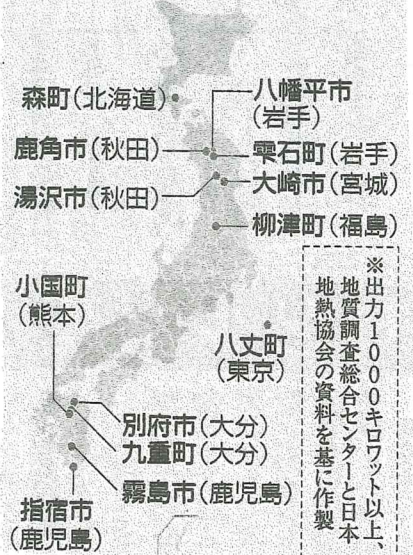 森町(北海道)
八幡平市
(岩手)
鹿角市(秋田)
雫石町(岩手)
湯沢市(秋田)
大崎市(宮城)
柳津町(福島)
小国町
(熊本)
八丈町
(東京)
別府市(大分)
九重町(大分)
霧島市(鹿児島)
指宿市
(鹿児島)
※出力1000キロワット以上、
地質調査総合センターと日本
地熱協会の資料を基に作製